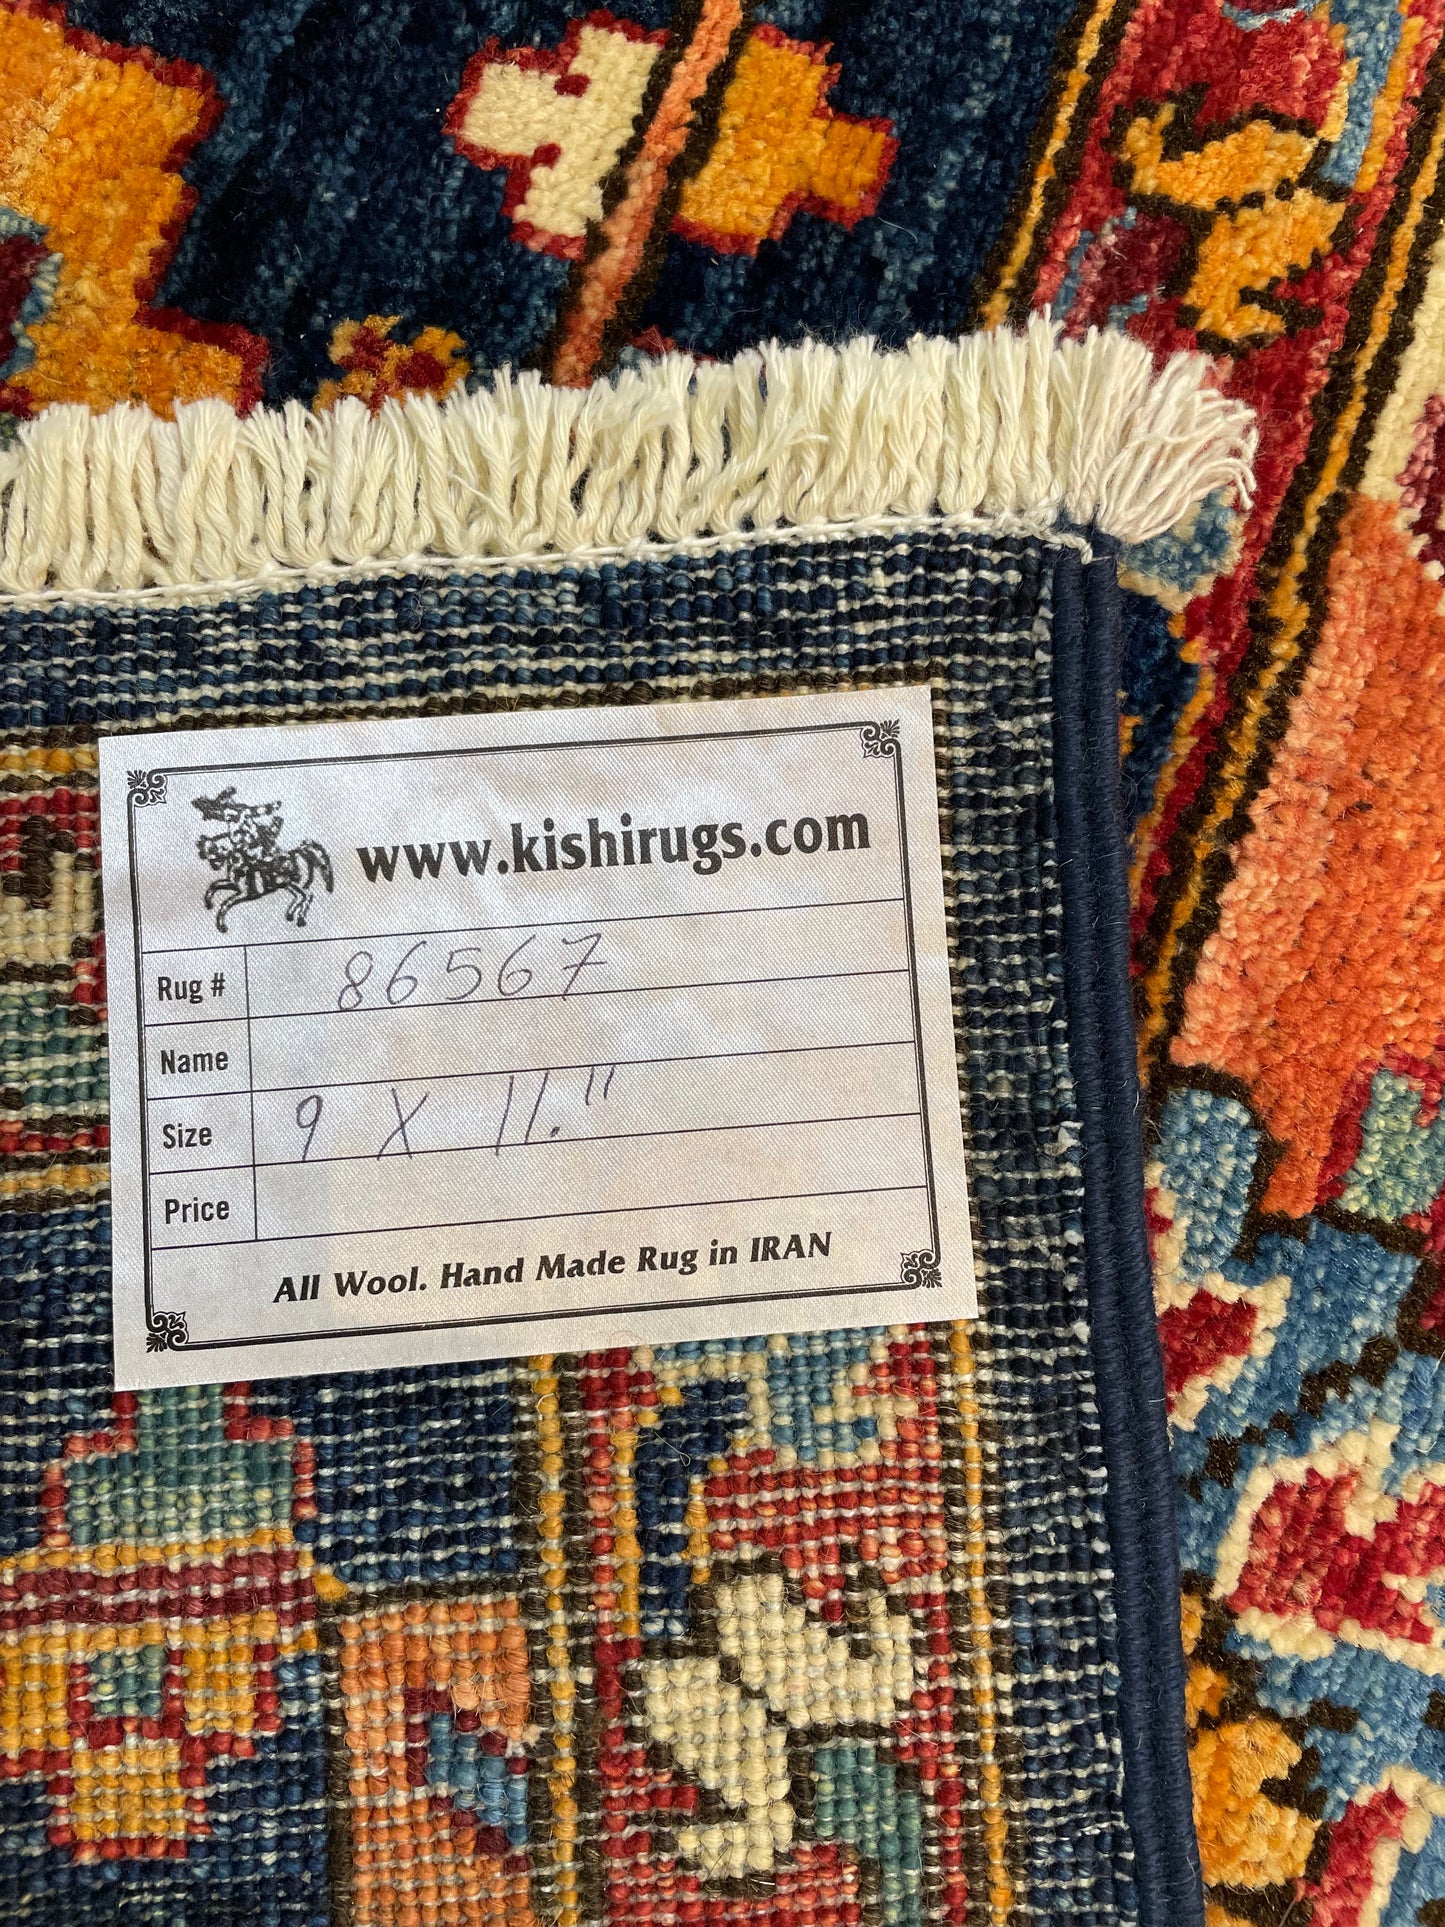 www.kishirugs.com
Rug # 86567
Name
Size 9 X 11."
Price
All Wool. Hand Made Rug in IRAN